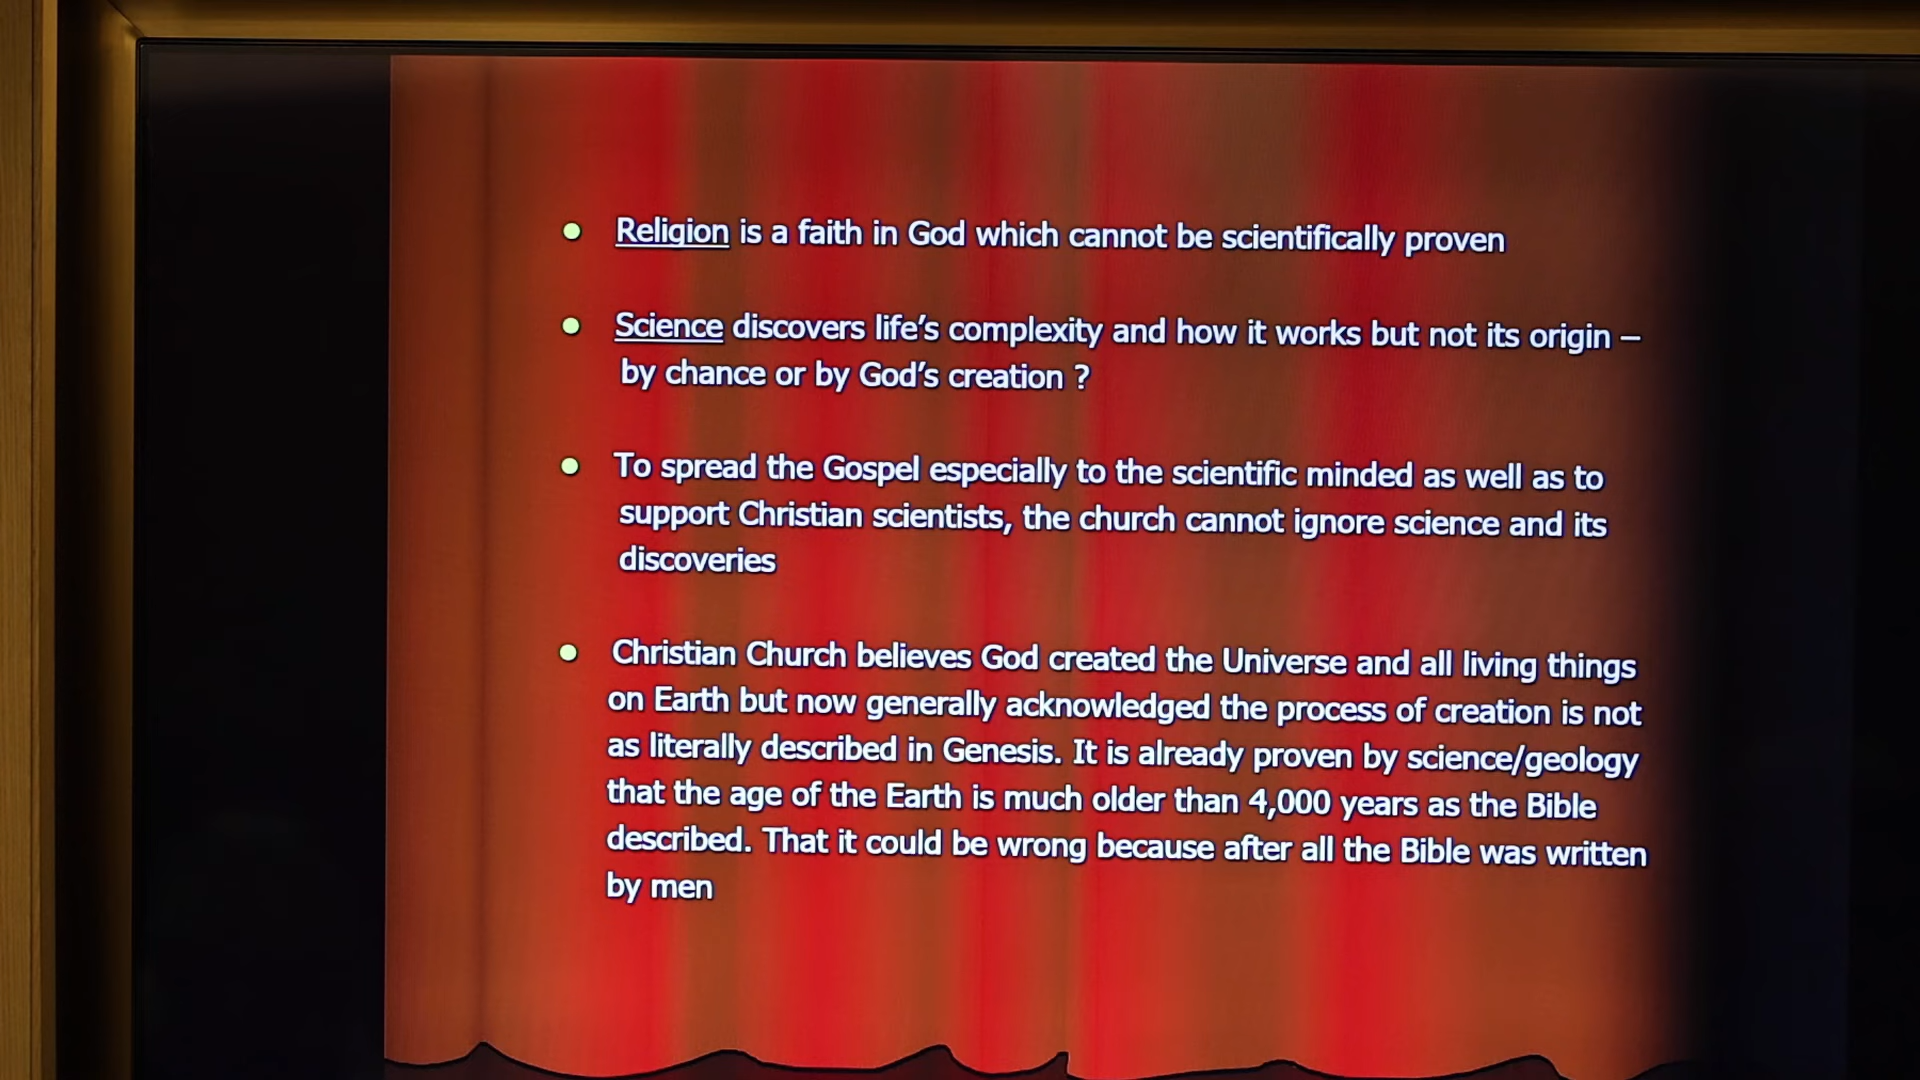 • Religion is a faith in God which cannot be scientifically proven
• Science discovers life's complexity and how it works but not its origin –
by chance or by God's creation ?
• To spread the Gospel especially to the scientific minded as well as to
support Christian scientists, the church cannot ignore science and its
discoveries
• Christian Church believes God created the Universe and all living things
on Earth but now generally acknowledged the process of creation is not
as literally described in Genesis. It is already proven by science/geology
that the age of the Earth is much older than 4,000 years as the Bible
described. That it could be wrong because after all the Bible was written
by men